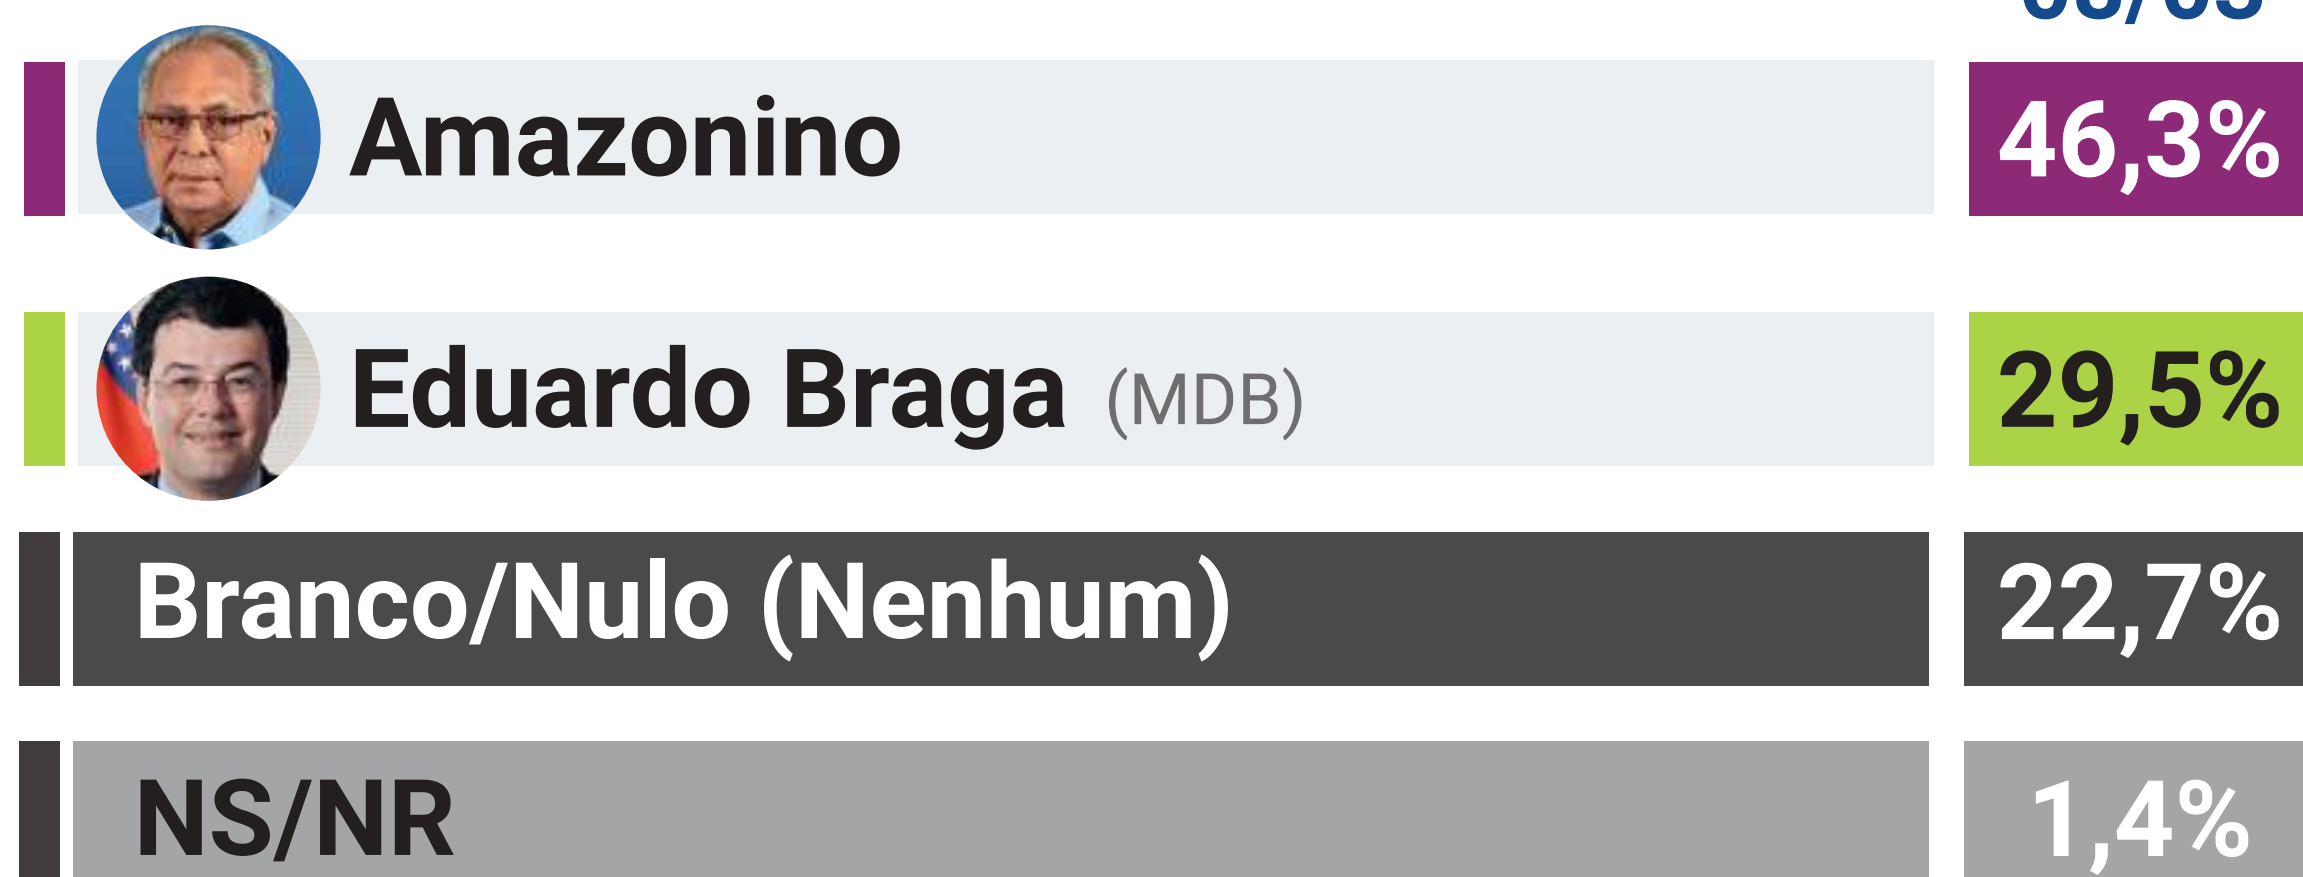 Amazonino 46,3%
Eduardo Braga (MDB) 29,5%
Branco/Nulo (Nenhum) 22,7%
NS/NR 1,4%